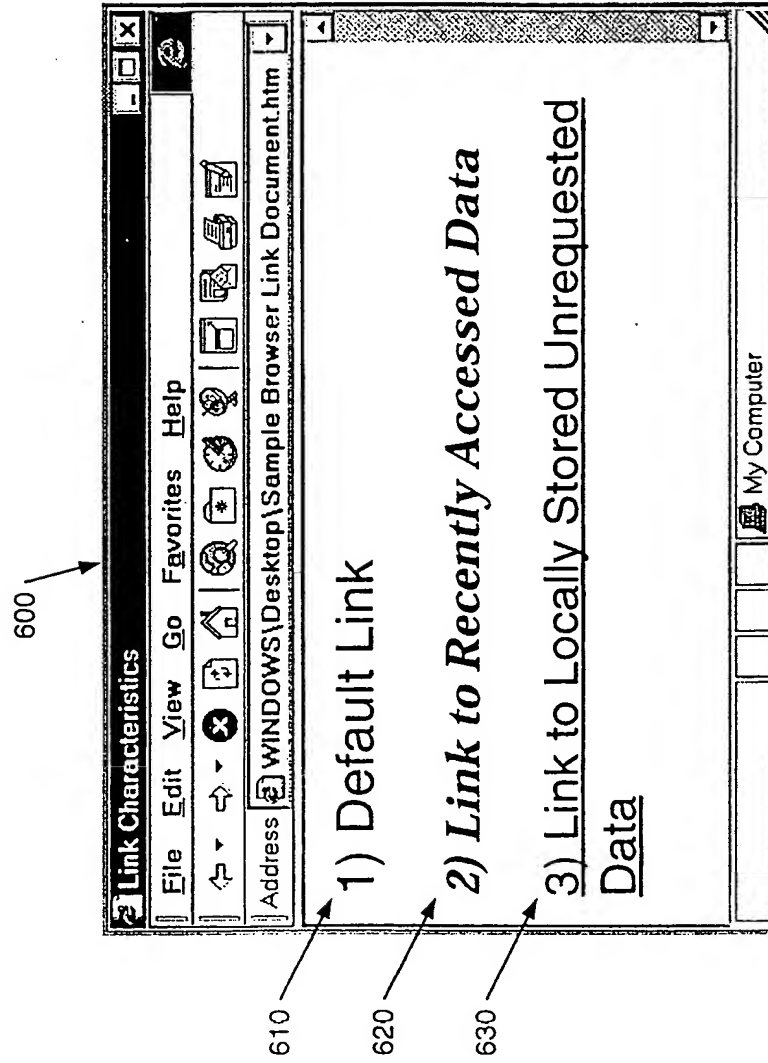 600
Link Characteristics
File Edit View Go Favorites Help
Address WINDOWS\Desktop\Sample Browser Link Document.htm
610
1) Default Link
620
2) Link to Recently Accessed Data
630
3) Link to Locally Stored Unrequested
Data
My Computer